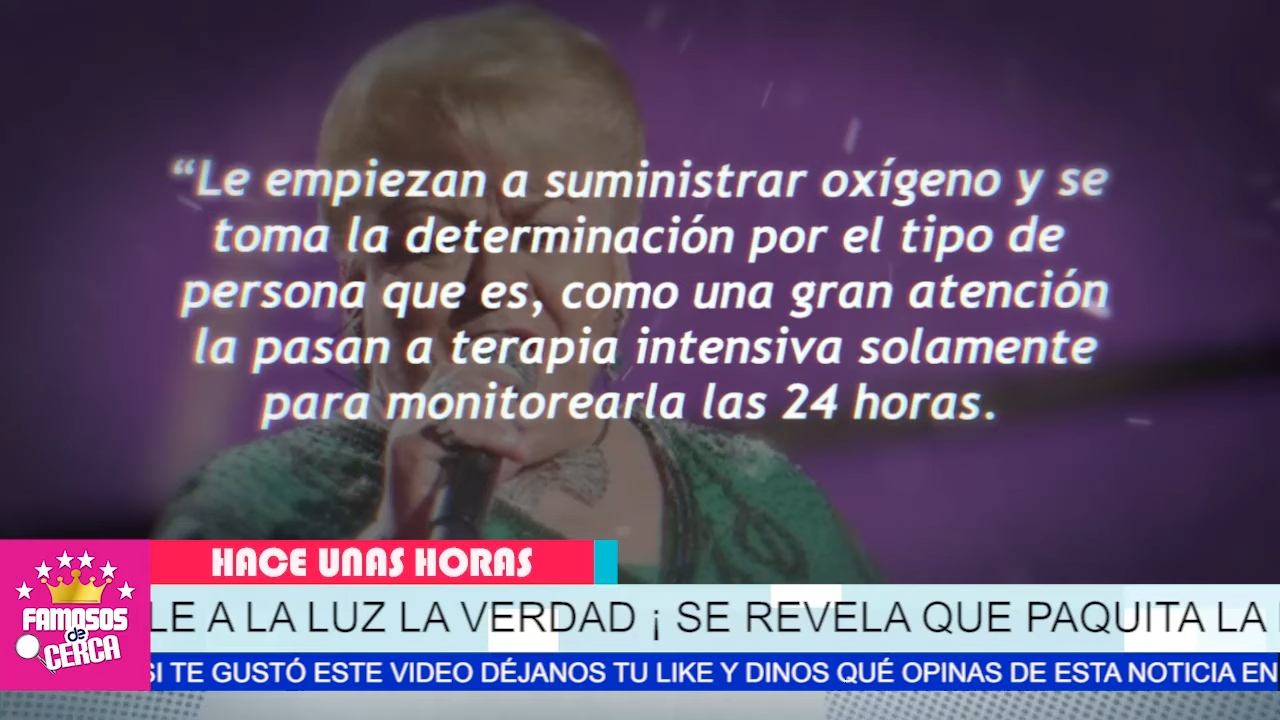 “Le empiezan a suministrar oxígeno y se
toma la determinación por el tipo de
persona que es, como una gran atención
la pasan a terapia intensiva solamente
para monitorearla las 24 horas.
HACE UNAS HORAS
FAMOSOS
de
CERCA
LE A LA LUZ LA VERDAD ¡ SE REVELA QUE PAQUITA LA
SI TE GUSTÓ ESTE VIDEO DÉJANOS TU LIKE Y DINOS QUÉ OPINAS DE ESTA NOTICIA EN